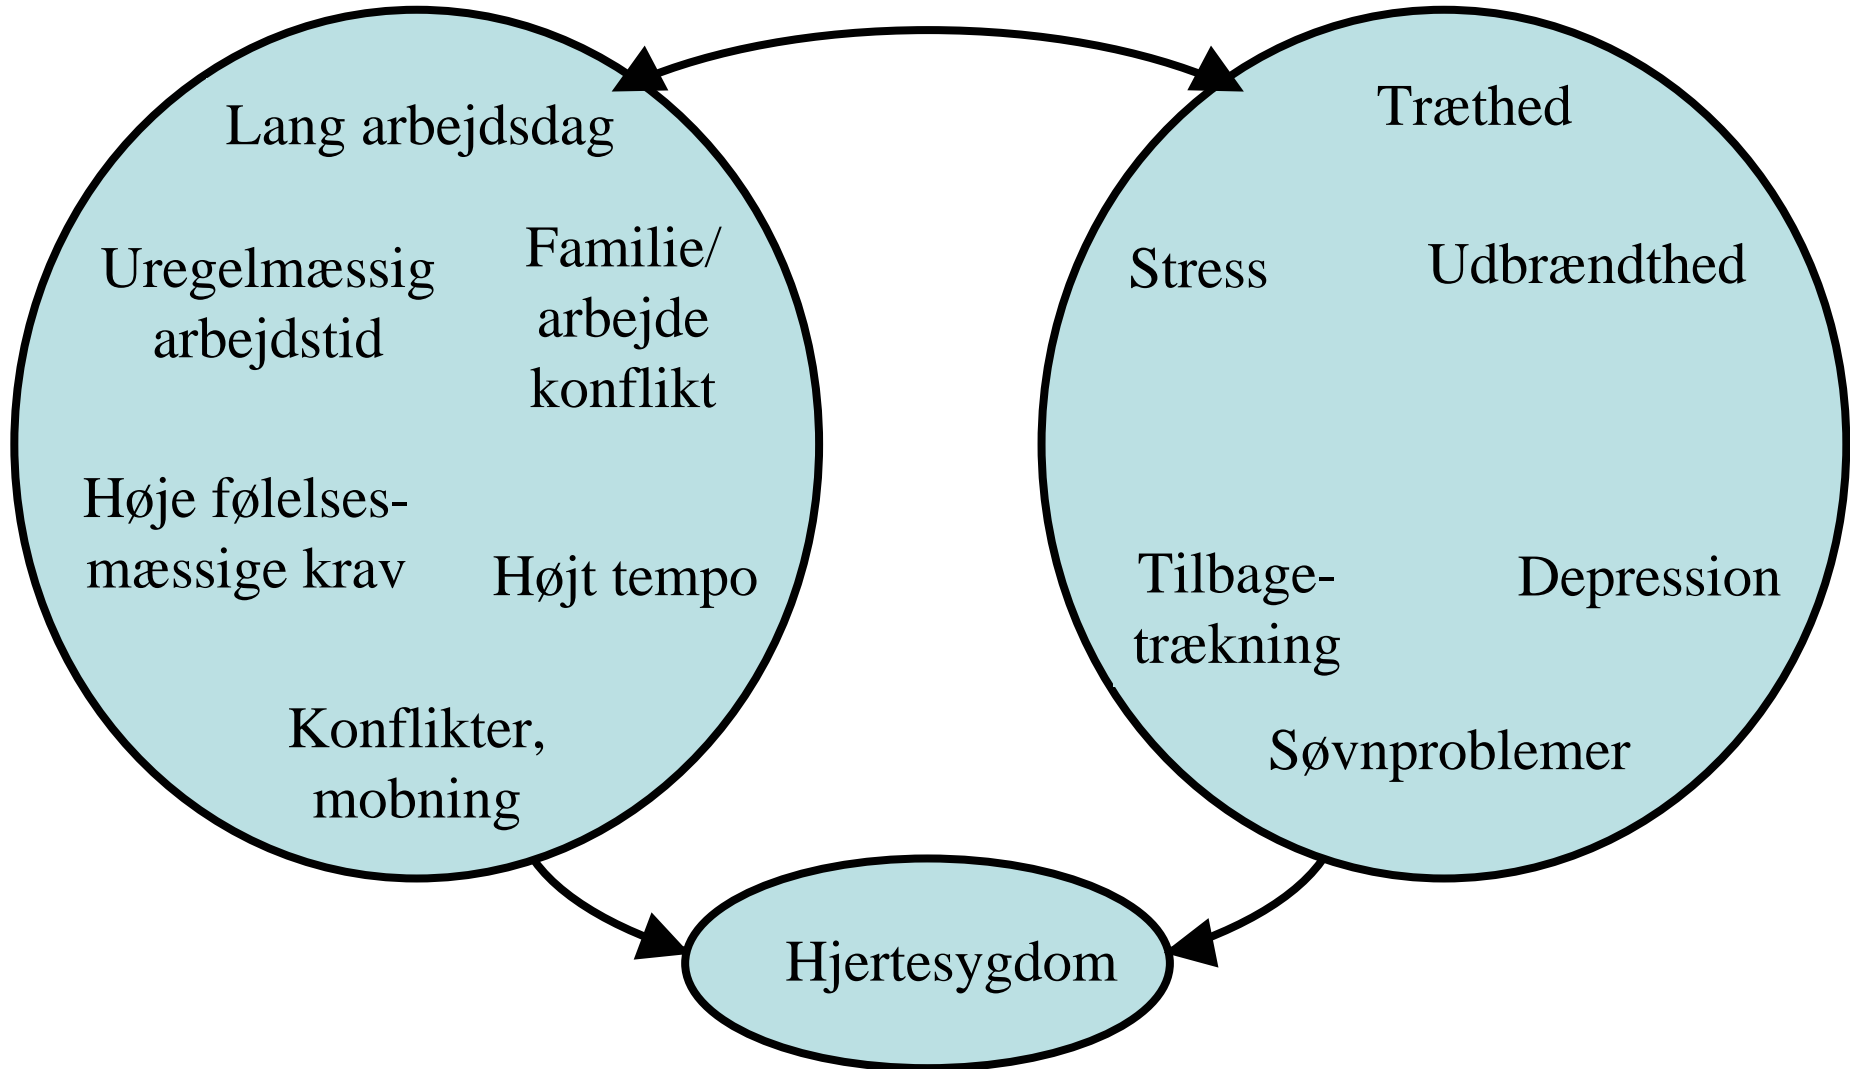 Lang arbejdsdag
Uregelmæssig
arbejdstid
Familie/
arbejde
konflikt
Høje følelses-
mæssige krav
Højt tempo
Konflikter,
mobning
Træthed
Stress
Udbrændthed
Tilbage-
trækning
Depression
Søvnproblemer
Hjertesygdom